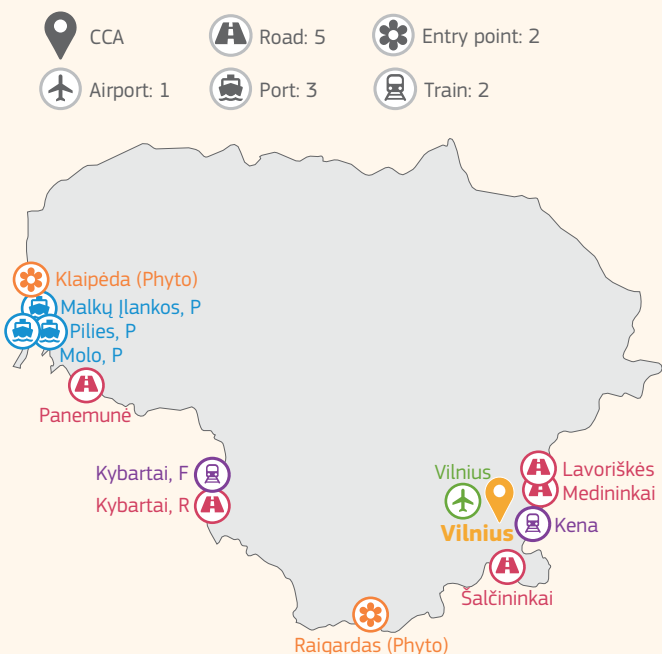 CCA
Road: 5
Entry point: 2
Airport: 1
Port: 3
Train: 2
Klaipėda (Phyto)
Malkų Įlankos, P
Pilies, P
Molo, P
Panemunė
Kybartai, F
Kybartai, R
Vilnius
Vilnius
Lavoriškės
Medininkai
Kena
Šalčininkai
Raigardas (Phyto)